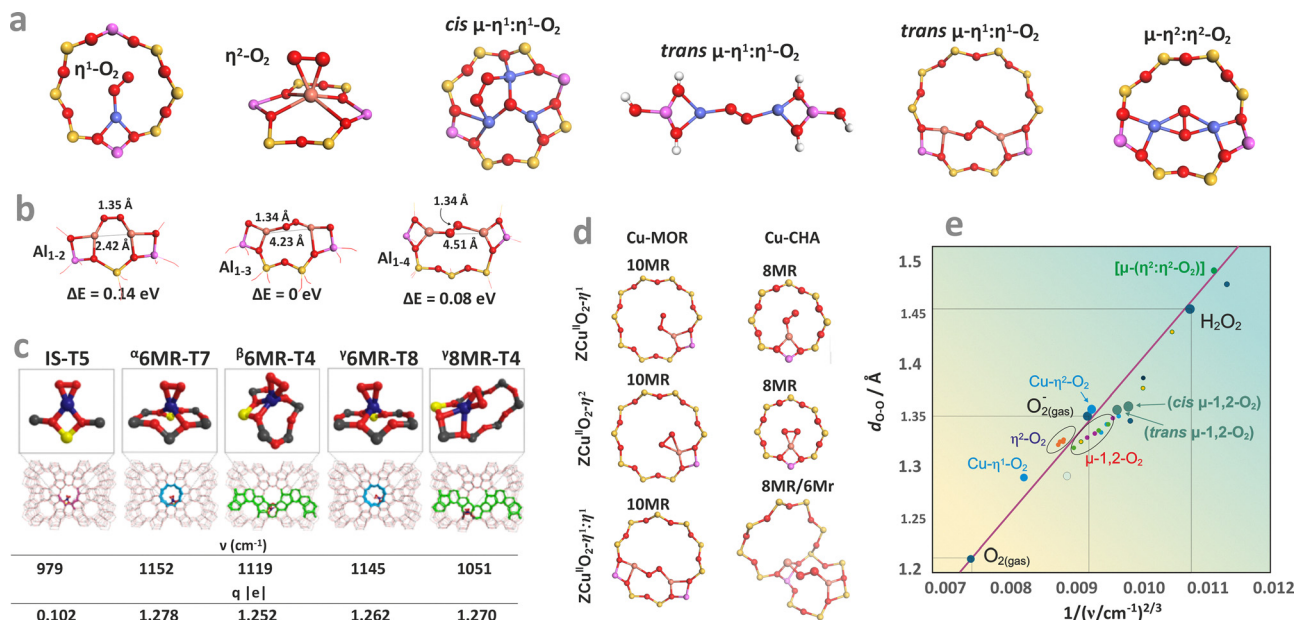 a
η¹-O₂
η²-O₂
cis μ-η¹:η¹-O₂
trans μ-η¹:η¹-O₂
trans μ-η¹:η¹-O₂
μ-η²:η²-O₂
b
1.35 Å
2.42 Å
Al₁₋₂
ΔE = 0.14 eV
1.34 Å
4.23 Å
Al₁₋₃
ΔE = 0 eV
1.34 Å
4.51 Å
Al₁₋₄
ΔE = 0.08 eV
c
IS-T5
ᵅ6MR-T7
ᵝ6MR-T4
ᵞ6MR-T8
ᵞ8MR-T4
ν (cm⁻¹)
979 1152 1119 1145 1051
q |e|
0.102 1.278 1.252 1.262 1.270
d
Cu-MOR Cu-CHA
10MR 8MR
ZCuᴵᴵO₂-η¹
10MR 8MR
ZCuᴵᴵO₂-η²
10MR 8MR/6Mr
ZCuᴵᴵO₂-η¹:η¹
e
1.5
1.45
1.4
1.35
1.3
1.25
1.2
d_O-O / Å
[μ-(η²:η²-O₂)]
H₂O₂
Cu-η²-O₂
O₂⁻(gas)
(cis μ-1,2-O₂)
(trans μ-1,2-O₂)
η²-O₂
μ-1,2-O₂
Cu-η¹-O₂
O₂(gas)
0.007 0.008 0.009 0.010 0.011 0.012
1/(ν/cm⁻¹)²ᐟ³